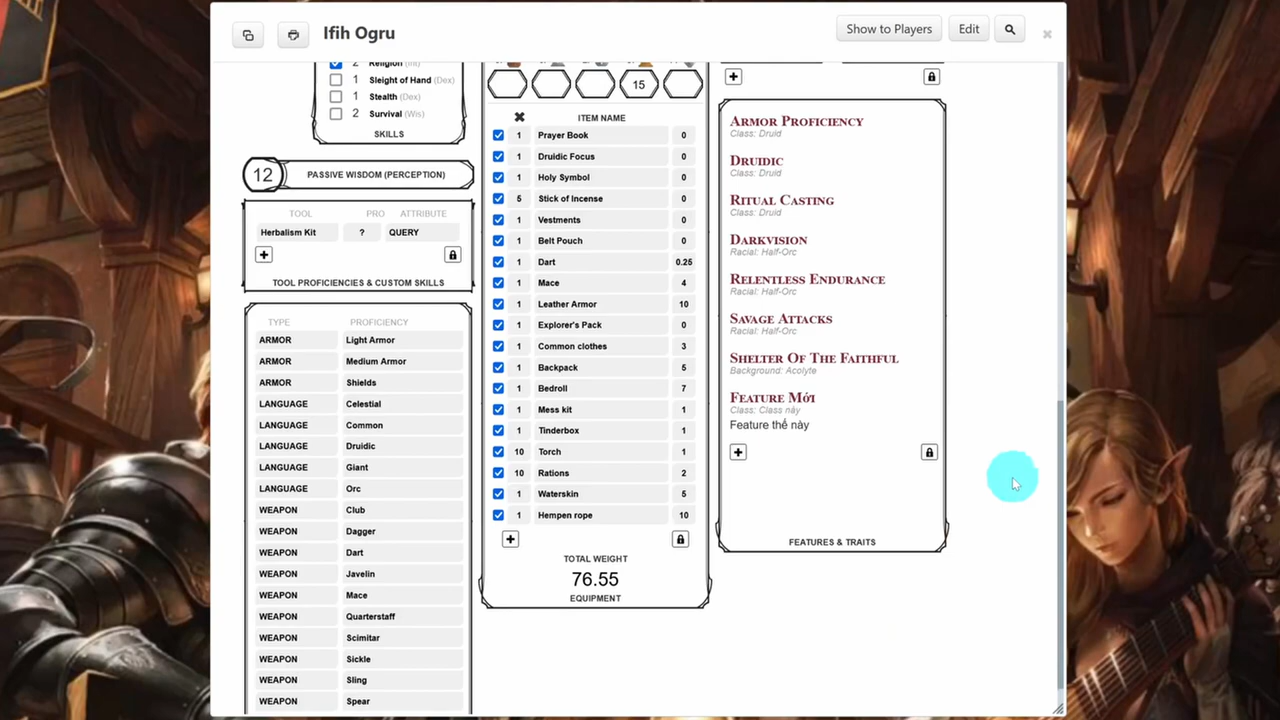 Ifih Ogru
Show to Players
Edit
2 Religion (Int)
1 Sleight of Hand (Dex)
1 Stealth (Dex)
2 Survival (Wis)
SKILLS
12 PASSIVE WISDOM (PERCEPTION)
TOOL PRO ATTRIBUTE
Herbalism Kit ? QUERY
TOOL PROFICIENCIES & CUSTOM SKILLS
TYPE PROFICIENCY
ARMOR Light Armor
ARMOR Medium Armor
ARMOR Shields
LANGUAGE Celestial
LANGUAGE Common
LANGUAGE Druidic
LANGUAGE Giant
LANGUAGE Orc
WEAPON Club
WEAPON Dagger
WEAPON Dart
WEAPON Javelin
WEAPON Mace
WEAPON Quarterstaff
WEAPON Scimitar
WEAPON Sickle
WEAPON Sling
WEAPON Spear
15
ITEM NAME
1 Prayer Book 0
1 Druidic Focus 0
1 Holy Symbol 0
5 Stick of Incense 0
1 Vestments 0
1 Belt Pouch 0
1 Dart 0.25
1 Mace 4
1 Leather Armor 10
1 Explorer's Pack 0
1 Common clothes 3
1 Backpack 5
1 Bedroll 7
1 Mess kit 1
1 Tinderbox 1
10 Torch 1
10 Rations 2
1 Waterskin 5
1 Hempen rope 10
TOTAL WEIGHT
76.55
EQUIPMENT
ARMOR PROFICIENCY
Class: Druid
DRUIDIC
Class: Druid
RITUAL CASTING
Class: Druid
DARKVISION
Racial: Half-Orc
RELENTLESS ENDURANCE
Racial: Half-Orc
SAVAGE ATTACKS
Racial: Half-Orc
SHELTER OF THE FAITHFUL
Background: Acolyte
FEATURE MỚI
Class: Class này
Feature thế này
FEATURES & TRAITS